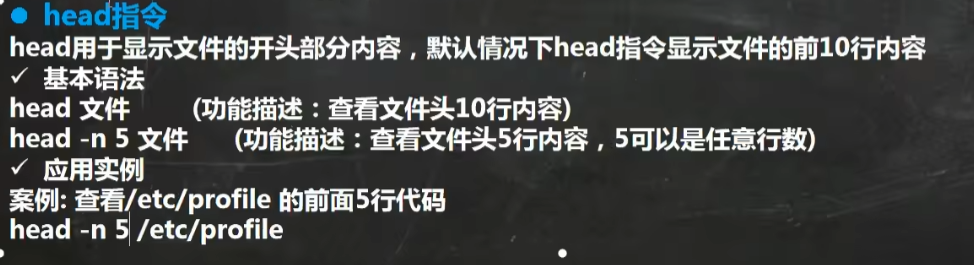 ● head指令
head用于显示文件的开头部分内容，默认情况下head指令显示文件的前10行内容
✓ 基本语法
head 文件 (功能描述：查看文件头10行内容)
head -n 5 文件 (功能描述：查看文件头5行内容，5可以是任意行数)
✓ 应用实例
案例: 查看/etc/profile 的前面5行代码
head -n 5 /etc/profile